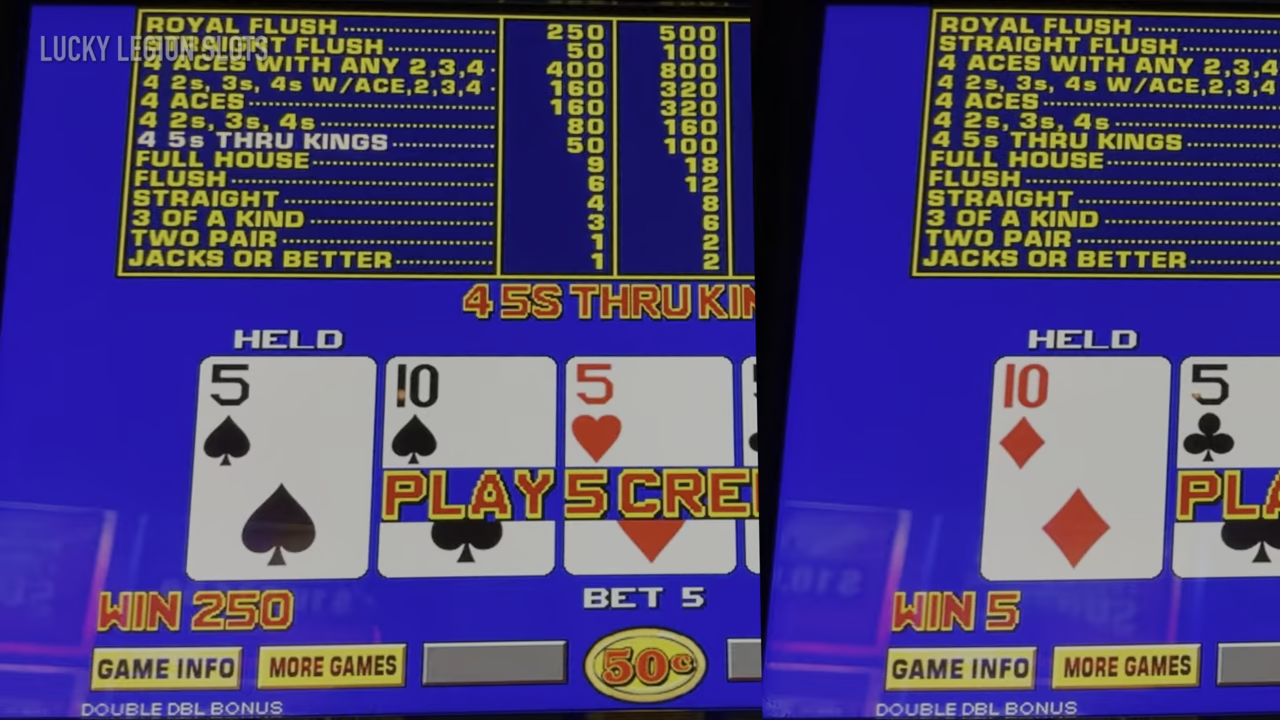 LUCKY LEGION SLOTS
ROYAL FLUSH 250 500
FLUSH 50 100
4 ACES WITH ANY 2,3,4 400 800
4 2s, 3s, 4s W/ACE,2,3,4 160 320
4 ACES 160 320
4 2s, 3s, 4s 80 160
4 5s THRU KINGS 50 100
FULL HOUSE 9 18
FLUSH 6 12
STRAIGHT 4 8
3 OF A KIND 3 6
TWO PAIR 1 2
JACKS OR BETTER 1 2
4 5S THRU
HELD
5 10 5
PLAY 5
WIN 250
BET 5
GAME INFO MORE GAMES 50¢
DOUBLE DBL BONUS
ROYAL FLUSH
STRAIGHT FLUSH
4 ACES WITH ANY 2,3,4
4 2s, 3s, 4s W/ACE,2,3,4
4 ACES
4 2s, 3s, 4s
4 5s THRU KINGS
FULL HOUSE
FLUSH
STRAIGHT
3 OF A KIND
TWO PAIR
JACKS OR BETTER
HELD
10 5
WIN 5
GAME INFO MORE GAMES
DOUBLE DBL BONUS